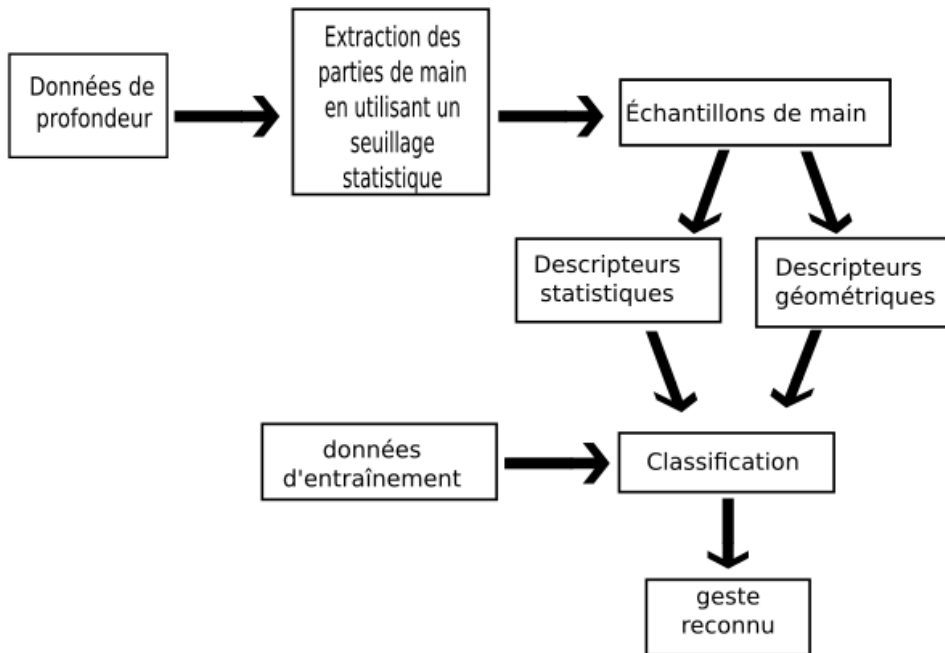 Données de
profondeur
Extraction des
parties de main
en utilisant un
seuillage
statistique
Échantillons de main
Descripteurs
statistiques
Descripteurs
géométriques
données
d'entraînement
Classification
geste
reconnu